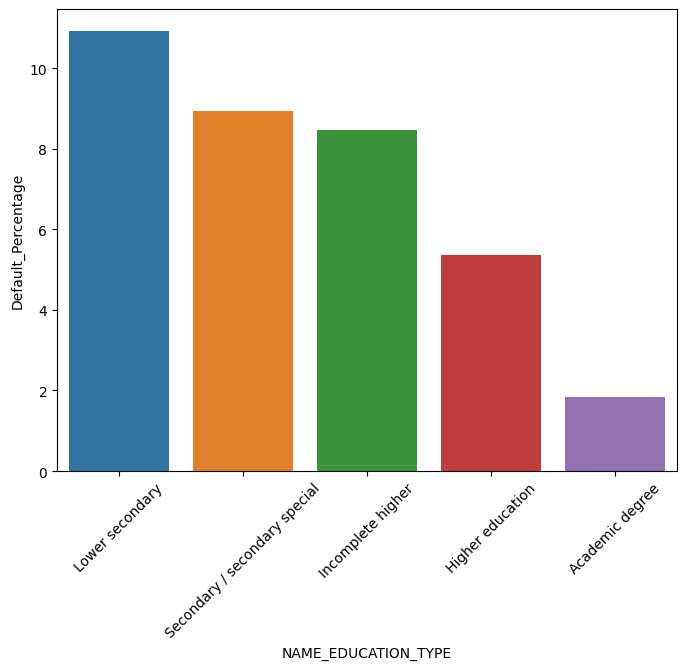 10
8
6
4
2
0
Default_Percentage
Lower secondary
Secondary / secondary special
Incomplete higher
Higher education
Academic degree
NAME_EDUCATION_TYPE